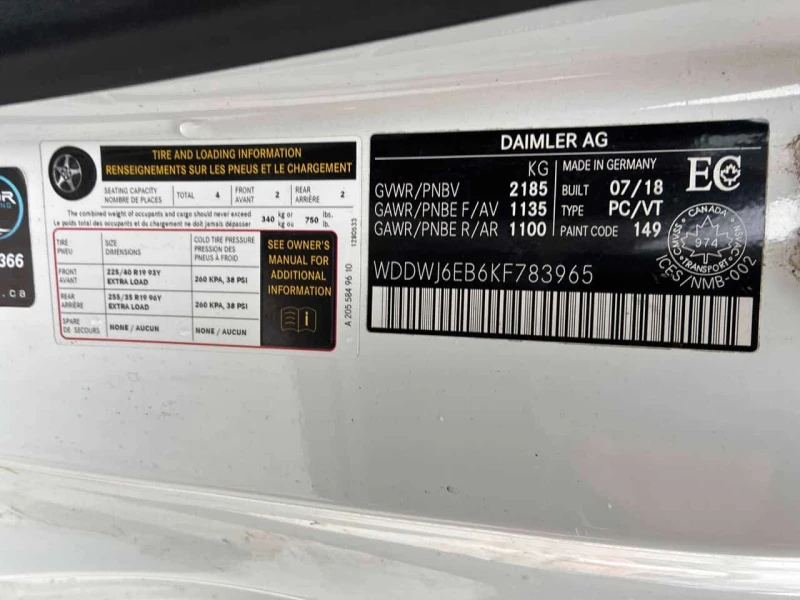 TIRE AND LOADING INFORMATION
RENSEIGNEMENTS SUR LES PNEUS ET LE CHARGEMENT
SEATING CAPACITY
NOMBRE DE PLACES
TOTAL 4
FRONT
AVANT 2
REAR
ARRIÈRE 2
The combined weight of occupants and cargo should never exceed
Le poids total des occupants et du chargement ne doit jamais dépasser
340 kg or
ou 750 lbs.
lb.
TIRE
PNEU
SIZE
DIMENSIONS
COLD TIRE PRESSURE
PRESSION DES
PNEUS À FROID
FRONT
AVANT
225/40 R19 93Y
EXTRA LOAD
260 KPA, 38 PSI
REAR
ARRIÈRE
255/35 R19 96Y
EXTRA LOAD
260 KPA, 38 PSI
SPARE
DE SECOURS
NONE / AUCUN
NONE / AUCUN
SEE OWNER'S
MANUAL FOR
ADDITIONAL
INFORMATION
i
A 205 584 96 10
1290633
DAIMLER AG
KG
GVWR/PNBV 2185
GAWR/PNBE F/AV 1135
GAWR/PNBE R/AR 1100
MADE IN GERMANY
BUILT 07/18
TYPE PC/VT
PAINT CODE 149
EC
CANADA
CMVSS
974
NSVAC
TRANSPORT
ICES/NMB-002
WDDWJ6EB6KF783965
366
.ca